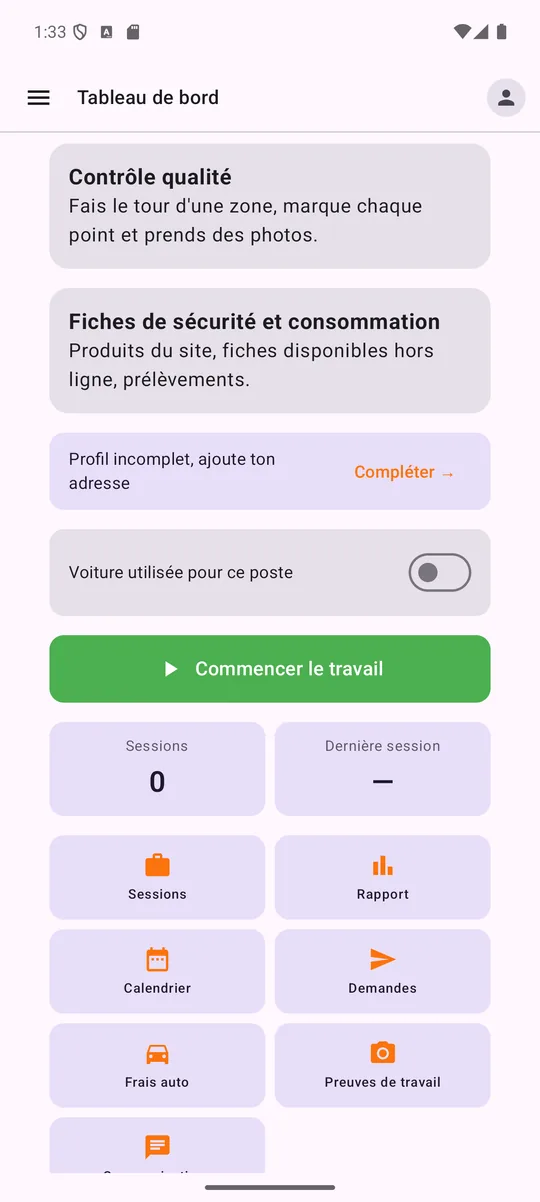 1:33
Tableau de bord
Contrôle qualité
Fais le tour d'une zone, marque chaque
point et prends des photos.
Fiches de sécurité et consommation
Produits du site, fiches disponibles hors
ligne, prélèvements.
Profil incomplet, ajoute ton
adresse
Compléter →
Voiture utilisée pour ce poste
Commencer le travail
Sessions
0
Dernière session
—
Sessions
Rapport
Calendrier
Demandes
Frais auto
Preuves de travail